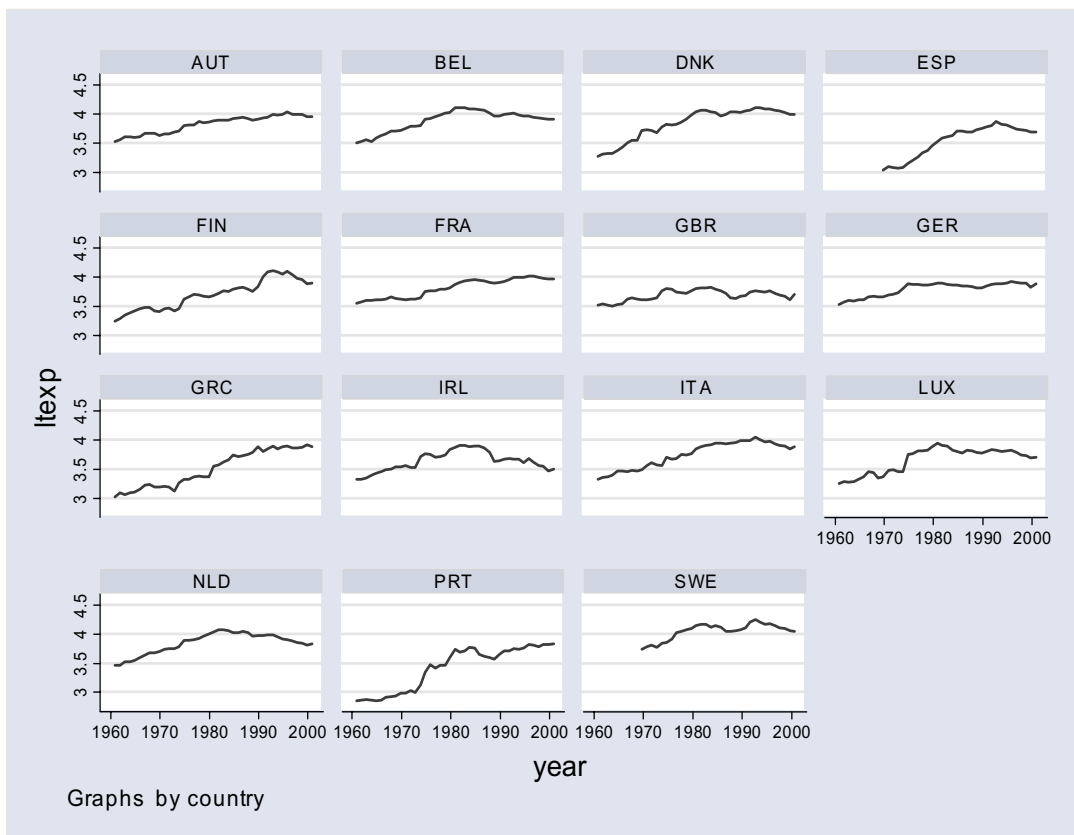 AUT BEL DNK ESP
3 3.5 4 4.5
FIN FRA GBR GER
3 3.5 4 4.5
GRC IRL ITA LUX
3 3.5 4 4.5
1960 1970 1980 1990 2000
NLD PRT SWE
3 3.5 4 4.5
1960 1970 1980 1990 2000 1960 1970 1980 1990 2000 1960 1970 1980 1990 2000
ltexp
year
Graphs by country